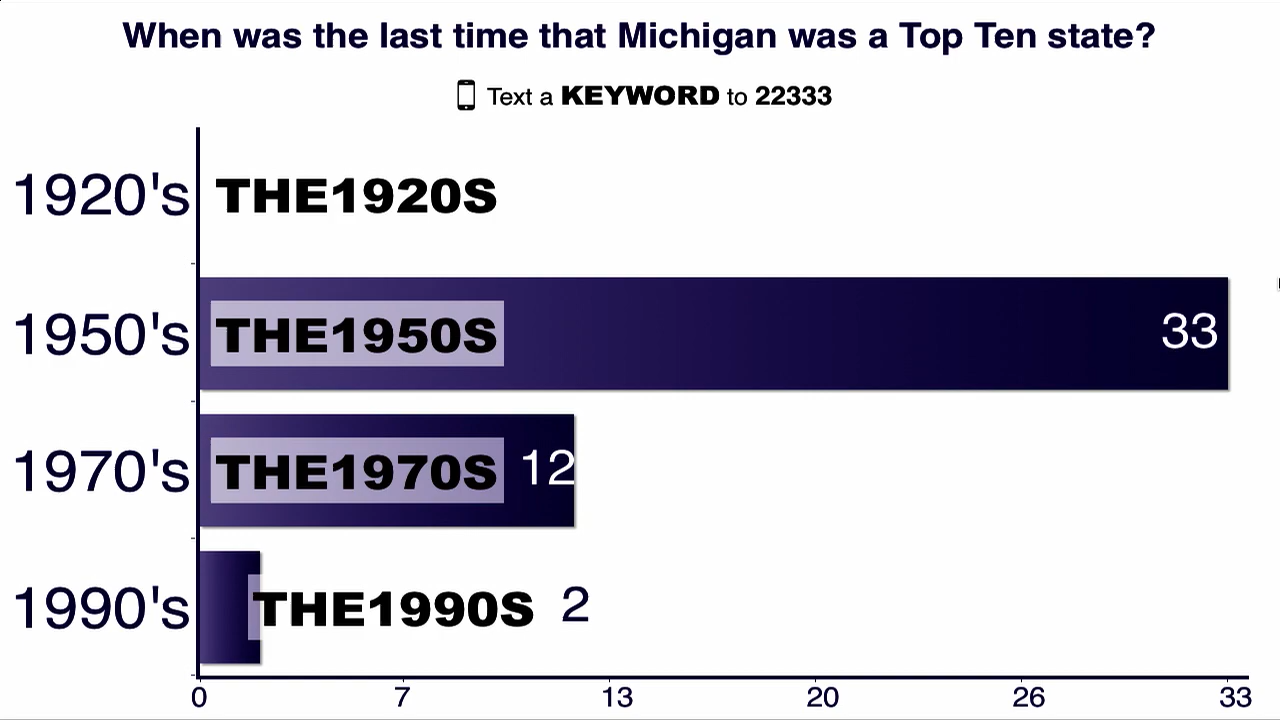 When was the last time that Michigan was a Top Ten state?
Text a KEYWORD to 22333
1920's THE1920S
1950's THE1950S 33
1970's THE1970S 12
1990's THE1990S 2
0 7 13 20 26 33